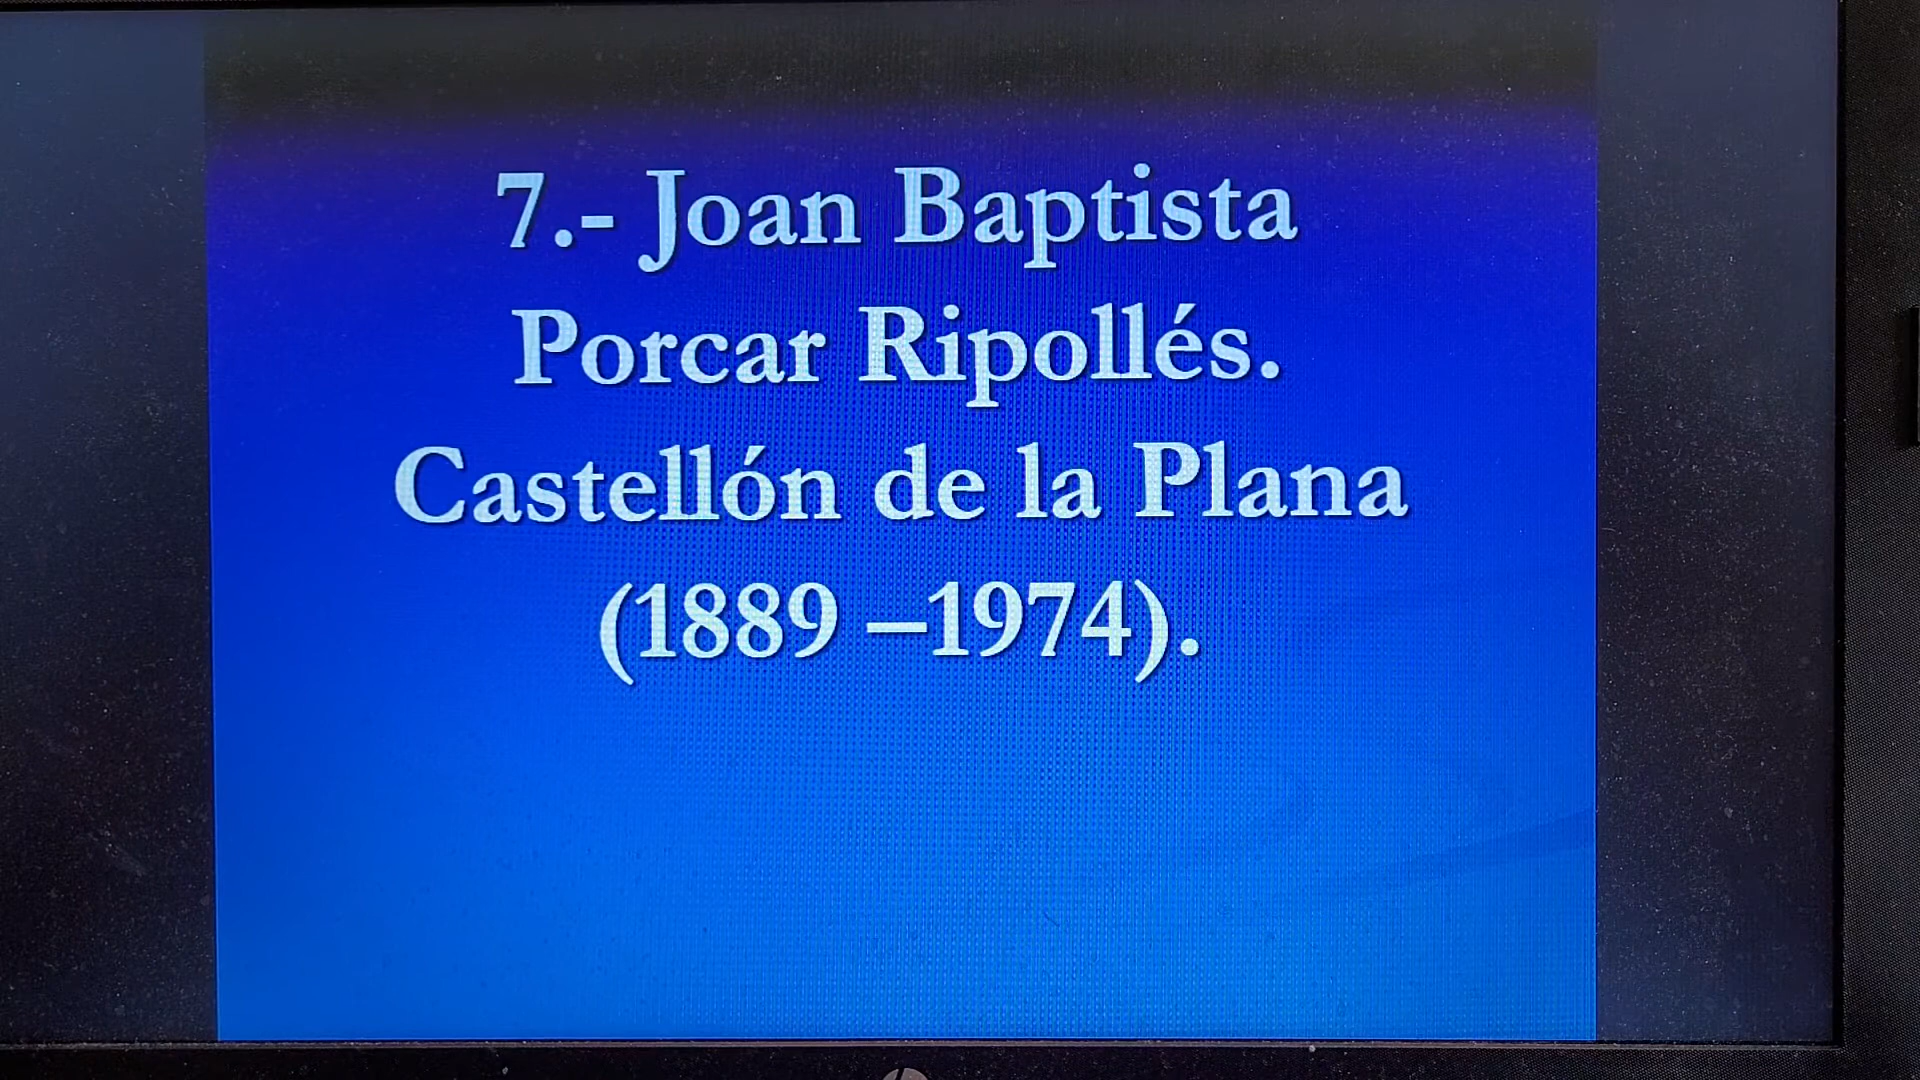 7.- Joan Baptista
Porcar Ripollés.
Castellón de la Plana
(1889 –1974).